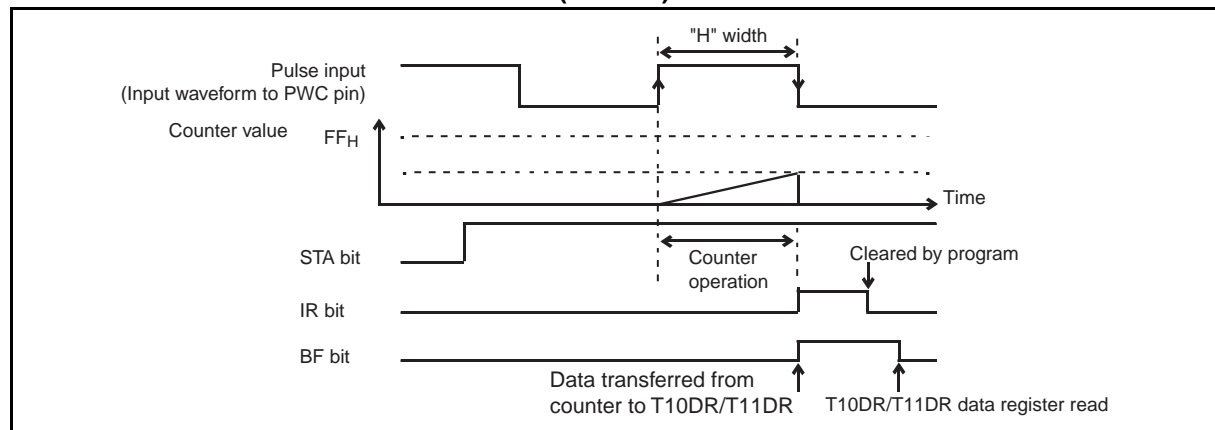 "H" width
Pulse input
(Input waveform to PWC pin)
Counter value
FFH
Time
STA bit
Counter
operation
Cleared by program
IR bit
BF bit
Data transferred from
counter to T10DR/T11DR
T10DR/T11DR data register read